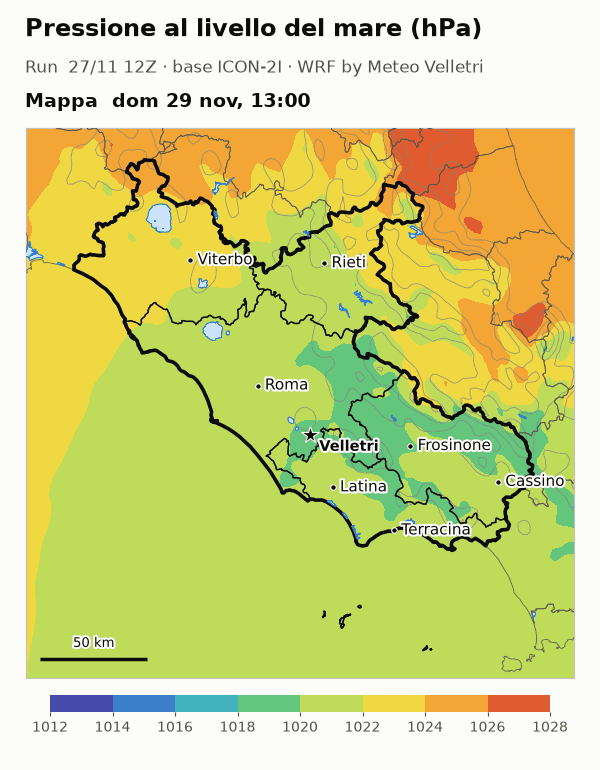 Pressione al livello del mare (hPa)
Run  27/11 12Z · base ICON-2I · WRF by Meteo Velletri
Mappa  dom 29 nov, 13:00
Viterbo
Rieti
Roma
Velletri
Frosinone
Cassino
Latina
Terracina
50 km
1012 1014 1016 1018 1020 1022 1024 1026 1028